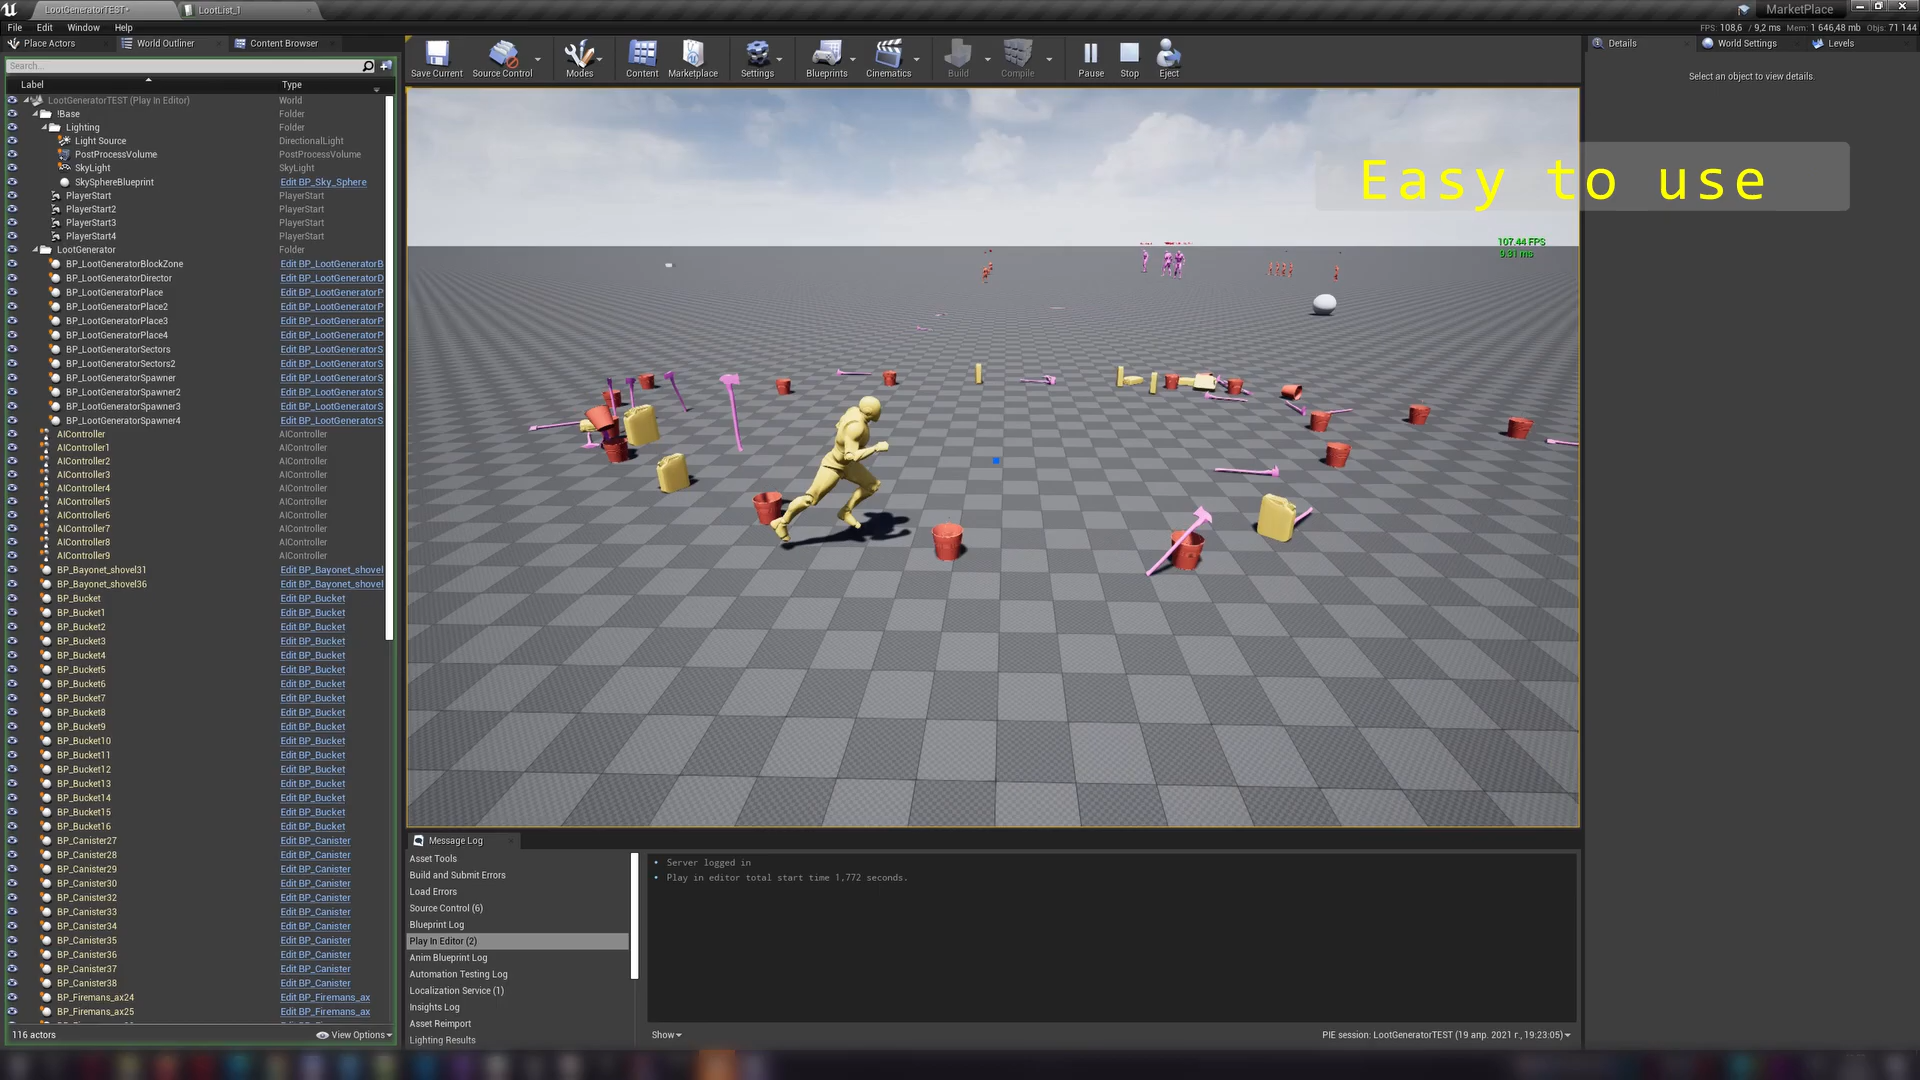 LootGeneratorTEST*
LootList_1
MarketPlace
File Edit Window Help
FPS: 108,6 / 9,2 ms Mem: 1 646,48 mb Objs: 71 144
Place Actors
World Outliner
Content Browser
Search...
Label Type
LootGeneratorTEST (Play In Editor) World
!Base Folder
Lighting Folder
Light Source DirectionalLight
PostProcessVolume PostProcessVolume
SkyLight SkyLight
SkySphereBlueprint Edit BP_Sky_Sphere
PlayerStart PlayerStart
PlayerStart2 PlayerStart
PlayerStart3 PlayerStart
PlayerStart4 PlayerStart
LootGenerator Folder
BP_LootGeneratorBlockZone Edit BP_LootGeneratorB
BP_LootGeneratorDirector Edit BP_LootGeneratorD
BP_LootGeneratorPlace Edit BP_LootGeneratorP
BP_LootGeneratorPlace2 Edit BP_LootGeneratorP
BP_LootGeneratorPlace3 Edit BP_LootGeneratorP
BP_LootGeneratorPlace4 Edit BP_LootGeneratorP
BP_LootGeneratorSectors Edit BP_LootGeneratorS
BP_LootGeneratorSectors2 Edit BP_LootGeneratorS
BP_LootGeneratorSpawner Edit BP_LootGeneratorS
BP_LootGeneratorSpawner2 Edit BP_LootGeneratorS
BP_LootGeneratorSpawner3 Edit BP_LootGeneratorS
BP_LootGeneratorSpawner4 Edit BP_LootGeneratorS
AIController AIController
AIController1 AIController
AIController2 AIController
AIController3 AIController
AIController4 AIController
AIController5 AIController
AIController6 AIController
AIController7 AIController
AIController8 AIController
AIController9 AIController
BP_Bayonet_shovel31 Edit BP_Bayonet_shovel
BP_Bayonet_shovel36 Edit BP_Bayonet_shovel
BP_Bucket Edit BP_Bucket
BP_Bucket1 Edit BP_Bucket
BP_Bucket2 Edit BP_Bucket
BP_Bucket3 Edit BP_Bucket
BP_Bucket4 Edit BP_Bucket
BP_Bucket5 Edit BP_Bucket
BP_Bucket6 Edit BP_Bucket
BP_Bucket7 Edit BP_Bucket
BP_Bucket8 Edit BP_Bucket
BP_Bucket9 Edit BP_Bucket
BP_Bucket10 Edit BP_Bucket
BP_Bucket11 Edit BP_Bucket
BP_Bucket12 Edit BP_Bucket
BP_Bucket13 Edit BP_Bucket
BP_Bucket14 Edit BP_Bucket
BP_Bucket15 Edit BP_Bucket
BP_Bucket16 Edit BP_Bucket
BP_Canister27 Edit BP_Canister
BP_Canister28 Edit BP_Canister
BP_Canister29 Edit BP_Canister
BP_Canister30 Edit BP_Canister
BP_Canister32 Edit BP_Canister
BP_Canister33 Edit BP_Canister
BP_Canister34 Edit BP_Canister
BP_Canister35 Edit BP_Canister
BP_Canister36 Edit BP_Canister
BP_Canister37 Edit BP_Canister
BP_Canister38 Edit BP_Canister
BP_Firemans_ax24 Edit BP_Firemans_ax
BP_Firemans_ax25 Edit BP_Firemans_ax
116 actors
View Options
Save Current
Source Control
Modes
Content
Marketplace
Settings
Blueprints
Cinematics
Build
Compile
Pause
Stop
Eject
Easy to use
107.44 FPS
9.31 ms
Message Log
Asset Tools
Build and Submit Errors
Load Errors
Source Control (6)
Blueprint Log
Play In Editor (2)
Anim Blueprint Log
Automation Testing Log
Localization Service (1)
Insights Log
Asset Reimport
Lighting Results
• Server logged in
• Play in editor total start time 1,772 seconds.
Show
PIE session: LootGeneratorTEST (19 апр. 2021 г., 19:23:05)
Details
World Settings
Levels
Select an object to view details.